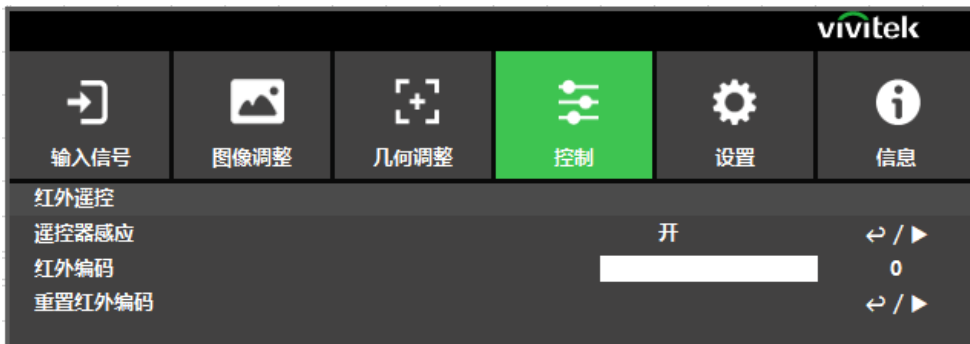 vivitek
输入信号 图像调整 几何调整 控制 设置 信息
红外遥控
遥控器感应 开 ↩ / ▶
红外编码 0
重置红外编码 ↩ / ▶